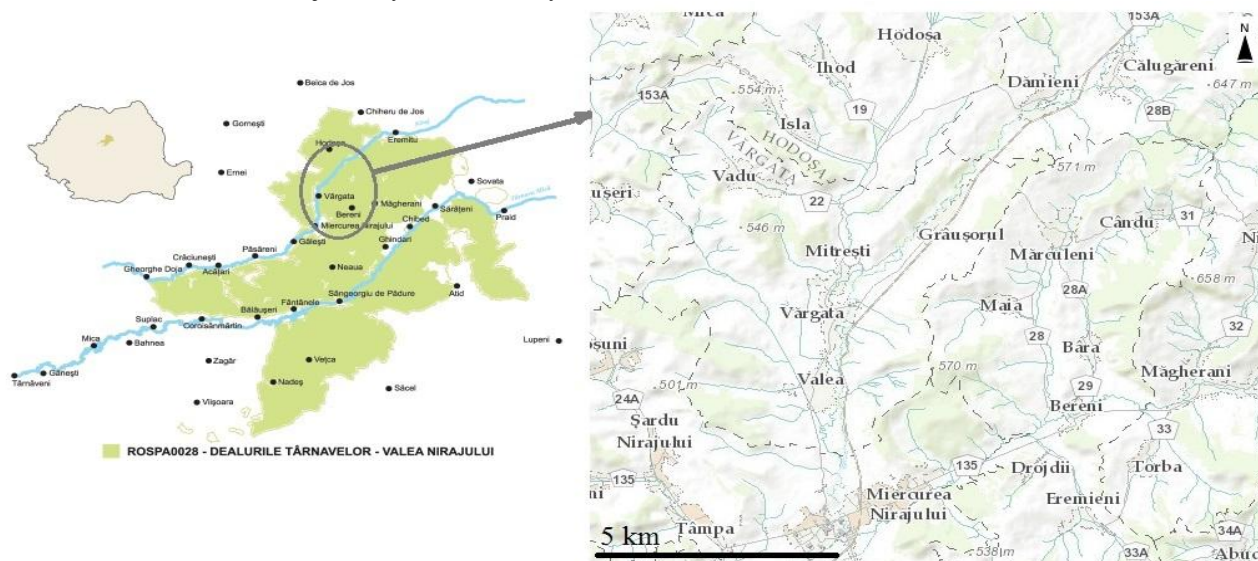 Beica de Jos
Chiheru de Jos
Gornești
Eremitu
Hodoșa
Ernei
Sovata
Vărgata
Măgherani
Bereni
Sărățeni
Praid
Miercurea Nirajului
Chibed
Găleşti
Ghindari
Păsăreni
Crăciunești
Acățari
Neaua
Gheorghe Doja
Sângeorgiu de Pădure
Atid
Fântânele
Bălăușeri
Suplac
Coroisânmărtin
Mica
Bahnea
Lupeni
Zagăr
Vețca
Târnăveni
Gănești
Nadeș
Săcel
Viișoara
ROSPA0028 - DEALURILE TÂRNAVELOR - VALEA NIRAJULUI
153A
N
Hodoșa
Ihod
Dămieni
Călugăreni
153A
554 m
647 m
19
28B
Isla
HODOȘA
VĂRGATA
571 m
Vadu
22
Cându
31
546 m
Grâușorul
Mitrești
Mărculeni
658 m
28A
Maia
Vărgata
28
32
Bâra
570 m
Măgherani
501 m
Valea
29
24A
Bereni
Șardu
Nirajului
33
135
Drojdii
Torba
135
Miercurea
Nirajului
Eremieni
Tâmpa
5 km
538 m
33A
34A